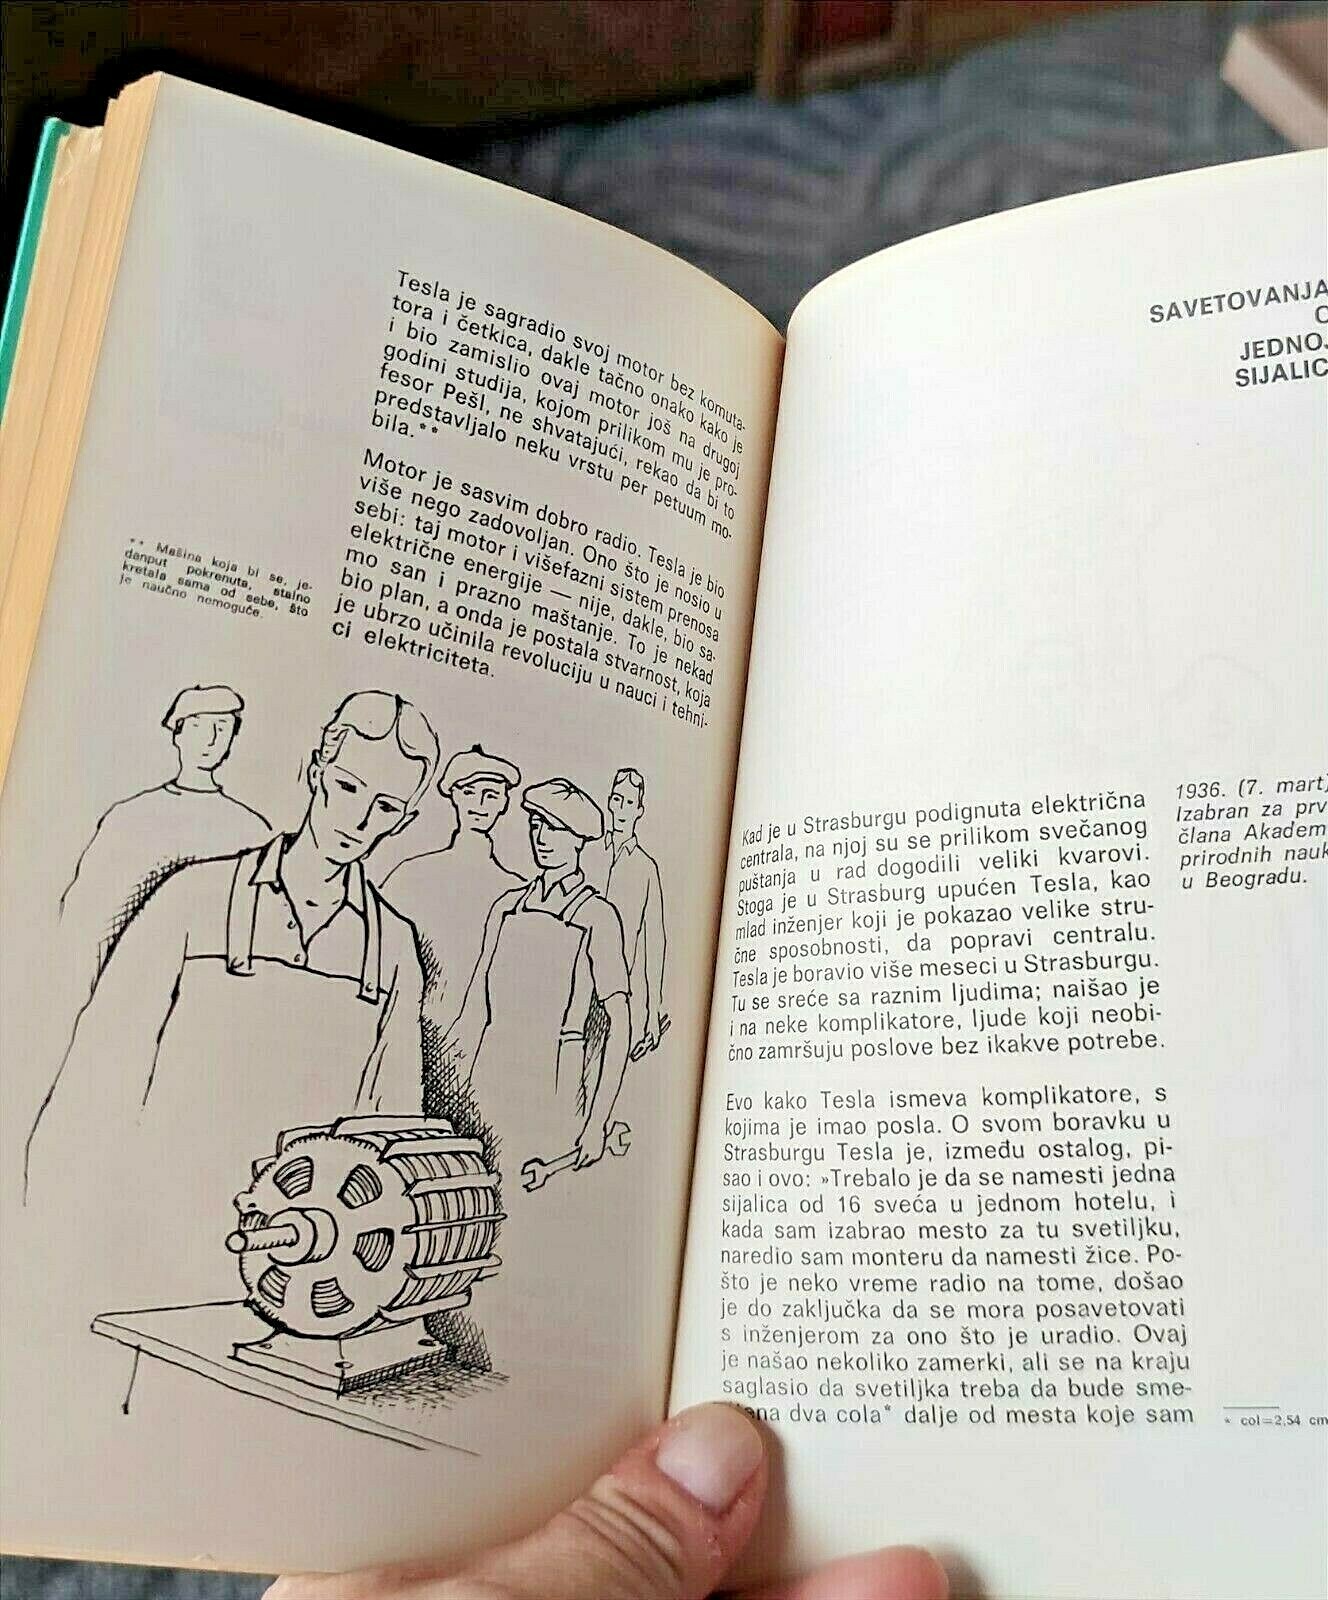 Tesla je sagradio svoj motor bez komuta-
tora i četkica, dakle tačno onako kako je
i bio zamislio ovaj motor još na drugoj
godini studija, kojom prilikom mu je pro-
fesor Pešl, ne shvatajući, rekao da bi to
predstavljalo neku vrstu per petuum mo-
bila.**
Motor je sasvim dobro radio. Tesla je bio
više nego zadovoljan. Ono što je nosio u
sebi: taj motor i višefazni sistem prenosa
električne energije — nije, dakle, bio sa-
mo san i prazno maštanje. To je nekad
bio plan, a onda je postala stvarnost, koja
je ubrzo učinila revoluciju u nauci i tehni-
ci elektriciteta.
** Mašina koja bi se, je-
danput pokrenuta, stalno
kretala sama od sebe, što
je naučno nemoguće.
SAVETOVANJA
O
JEDNOJ
SIJALIC
Kad je u Strasburgu podignuta električna
centrala, na njoj su se prilikom svečanog
puštanja u rad dogodili veliki kvarovi.
Stoga je u Strasburg upućen Tesla, kao
mlad inženjer koji je pokazao velike stru-
čne sposobnosti, da popravi centralu.
Tesla je boravio više meseci u Strasburgu.
Tu se sreće sa raznim ljudima; naišao je
i na neke komplikatore, ljude koji neobi-
čno zamršuju poslove bez ikakve potrebe.
1936. (7. mart)
Izabran za prv
člana Akadem
prirodnih nauk
u Beogradu.
Evo kako Tesla ismeva komplikatore, s
kojima je imao posla. O svom boravku u
Strasburgu Tesla je, između ostalog, pi-
sao i ovo: »Trebalo je da se namesti jedna
sijalica od 16 sveća u jednom hotelu, i
kada sam izabrao mesto za tu svetiljku,
naredio sam monteru da namesti žice. Po-
što je neko vreme radio na tome, došao
je do zaključka da se mora posavetovati
s inženjerom za ono što je uradio. Ovaj
je našao nekoliko zamerki, ali se na kraju
saglasio da svetiljka treba da bude sme-
na dva cola* dalje od mesta koje sam
* col=2,54 cm